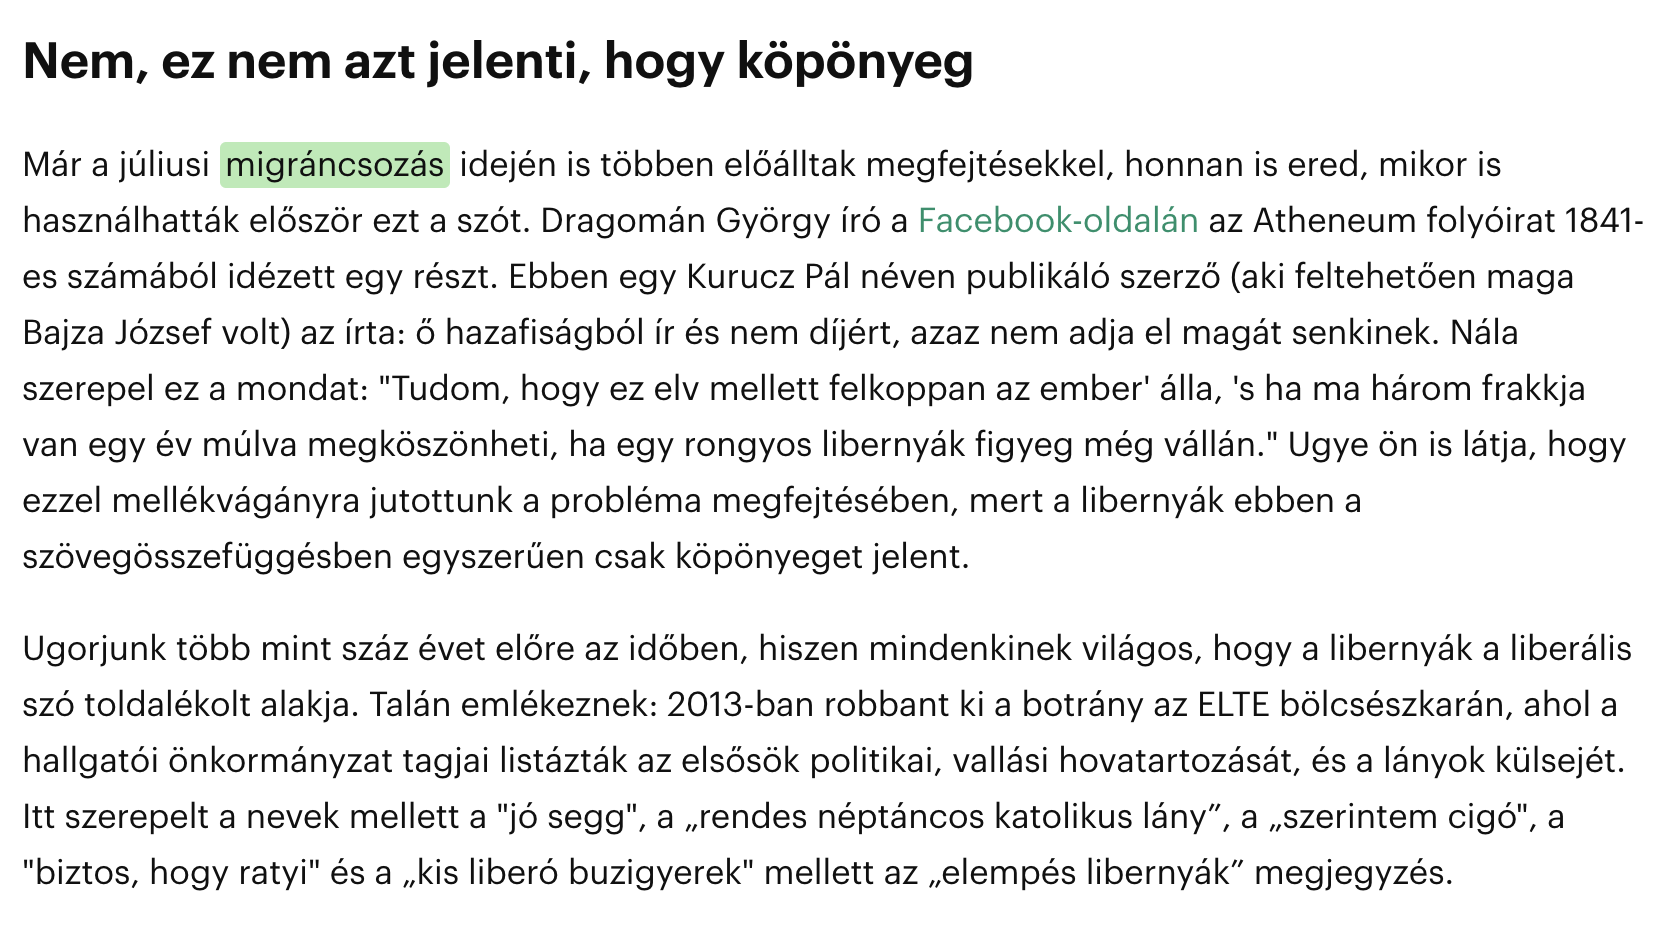 Nem, ez nem azt jelenti, hogy köpönyeg
Már a júliusi migráncsozás idején is többen előálltak megfejtésekkel, honnan is ered, mikor is
használhatták először ezt a szót. Dragomán György író a Facebook-oldalán az Atheneum folyóirat 1841-
es számából idézett egy részt. Ebben egy Kurucz Pál néven publikáló szerző (aki feltehetően maga
Bajza József volt) az írta: ő hazafiságból ír és nem díjért, azaz nem adja el magát senkinek. Nála
szerepel ez a mondat: "Tudom, hogy ez elv mellett felkoppan az ember' álla, 's ha ma három frakkja
van egy év múlva megköszönheti, ha egy rongyos libernyák figyeg még vállán." Ugye ön is látja, hogy
ezzel mellékvágányra jutottunk a probléma megfejtésében, mert a libernyák ebben a
szövegösszefüggésben egyszerűen csak köpönyeget jelent.
Ugorjunk több mint száz évet előre az időben, hiszen mindenkinek világos, hogy a libernyák a liberális
szó toldalékolt alakja. Talán emlékeznek: 2013-ban robbant ki a botrány az ELTE bölcsészkarán, ahol a
hallgatói önkormányzat tagjai listázták az elsősök politikai, vallási hovatartozását, és a lányok külsejét.
Itt szerepelt a nevek mellett a "jó segg", a „rendes néptáncos katolikus lány”, a „szerintem cigó", a
"biztos, hogy ratyi" és a „kis liberó buzigyerek" mellett az „elempés libernyák” megjegyzés.